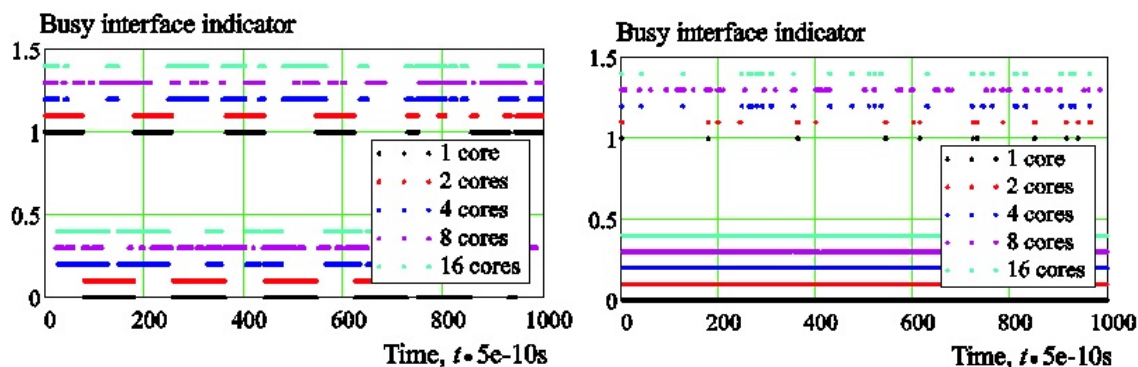 Busy interface indicator
1.5
1
0.5
0
1 core
2 cores
4 cores
8 cores
16 cores
0 200 400 600 800 1000
Time, t•5e-10s
Busy interface indicator
1.5
1
0.5
0
1 core
2 cores
4 cores
8 cores
16 cores
0 200 400 600 800 1000
Time, t•5e-10s